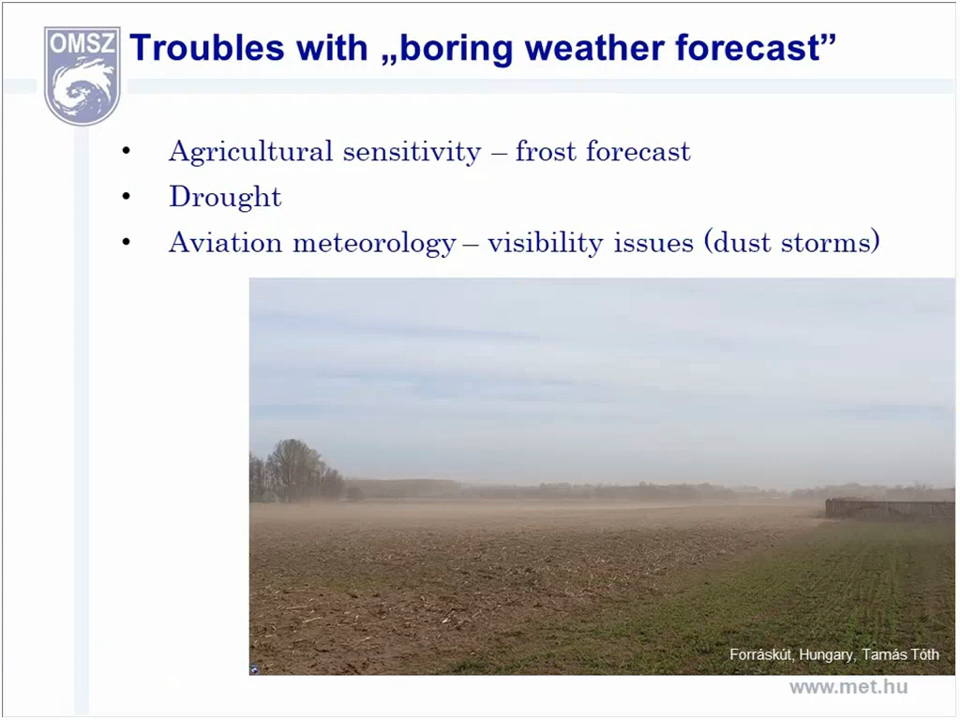 OMSZ
Troubles with „boring weather forecast”
• Agricultural sensitivity – frost forecast
• Drought
• Aviation meteorology – visibility issues (dust storms)
Forráskút, Hungary, Tamás Tóth
www.met.hu